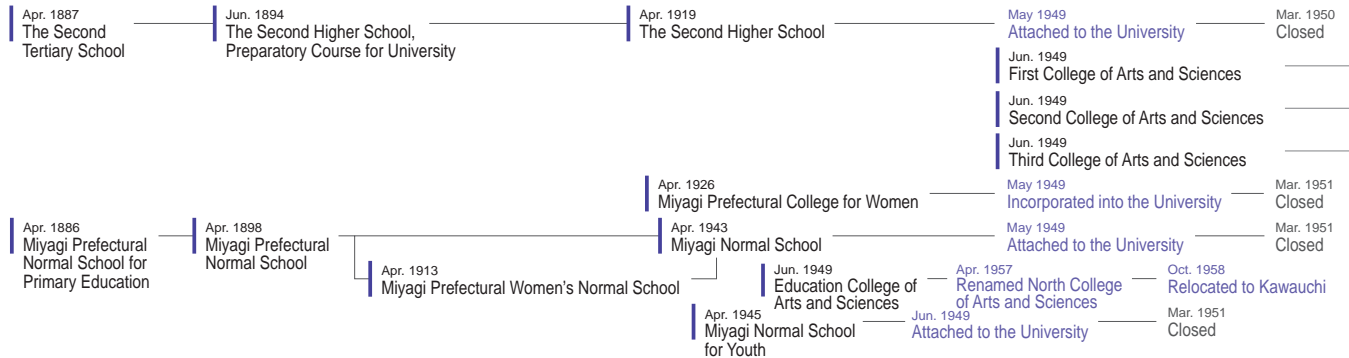 Apr. 1887
The Second
Tertiary School
Jun. 1894
The Second Higher School,
Preparatory Course for University
Apr. 1919
The Second Higher School
May 1949
Attached to the University
Mar. 1950
Closed
Jun. 1949
First College of Arts and Sciences
Jun. 1949
Second College of Arts and Sciences
Jun. 1949
Third College of Arts and Sciences
Apr. 1926
Miyagi Prefectural College for Women
May 1949
Incorporated into the University
Mar. 1951
Closed
Apr. 1886
Miyagi Prefectural
Normal School for
Primary Education
Apr. 1898
Miyagi Prefectural
Normal School
Apr. 1943
Miyagi Normal School
May 1949
Attached to the University
Mar. 1951
Closed
Apr. 1913
Miyagi Prefectural Women's Normal School
Jun. 1949
Education College of
Arts and Sciences
Apr. 1957
Renamed North College
of Arts and Sciences
Oct. 1958
Relocated to Kawauchi
Apr. 1945
Miyagi Normal School
for Youth
Jun. 1949
Attached to the University
Mar. 1951
Closed